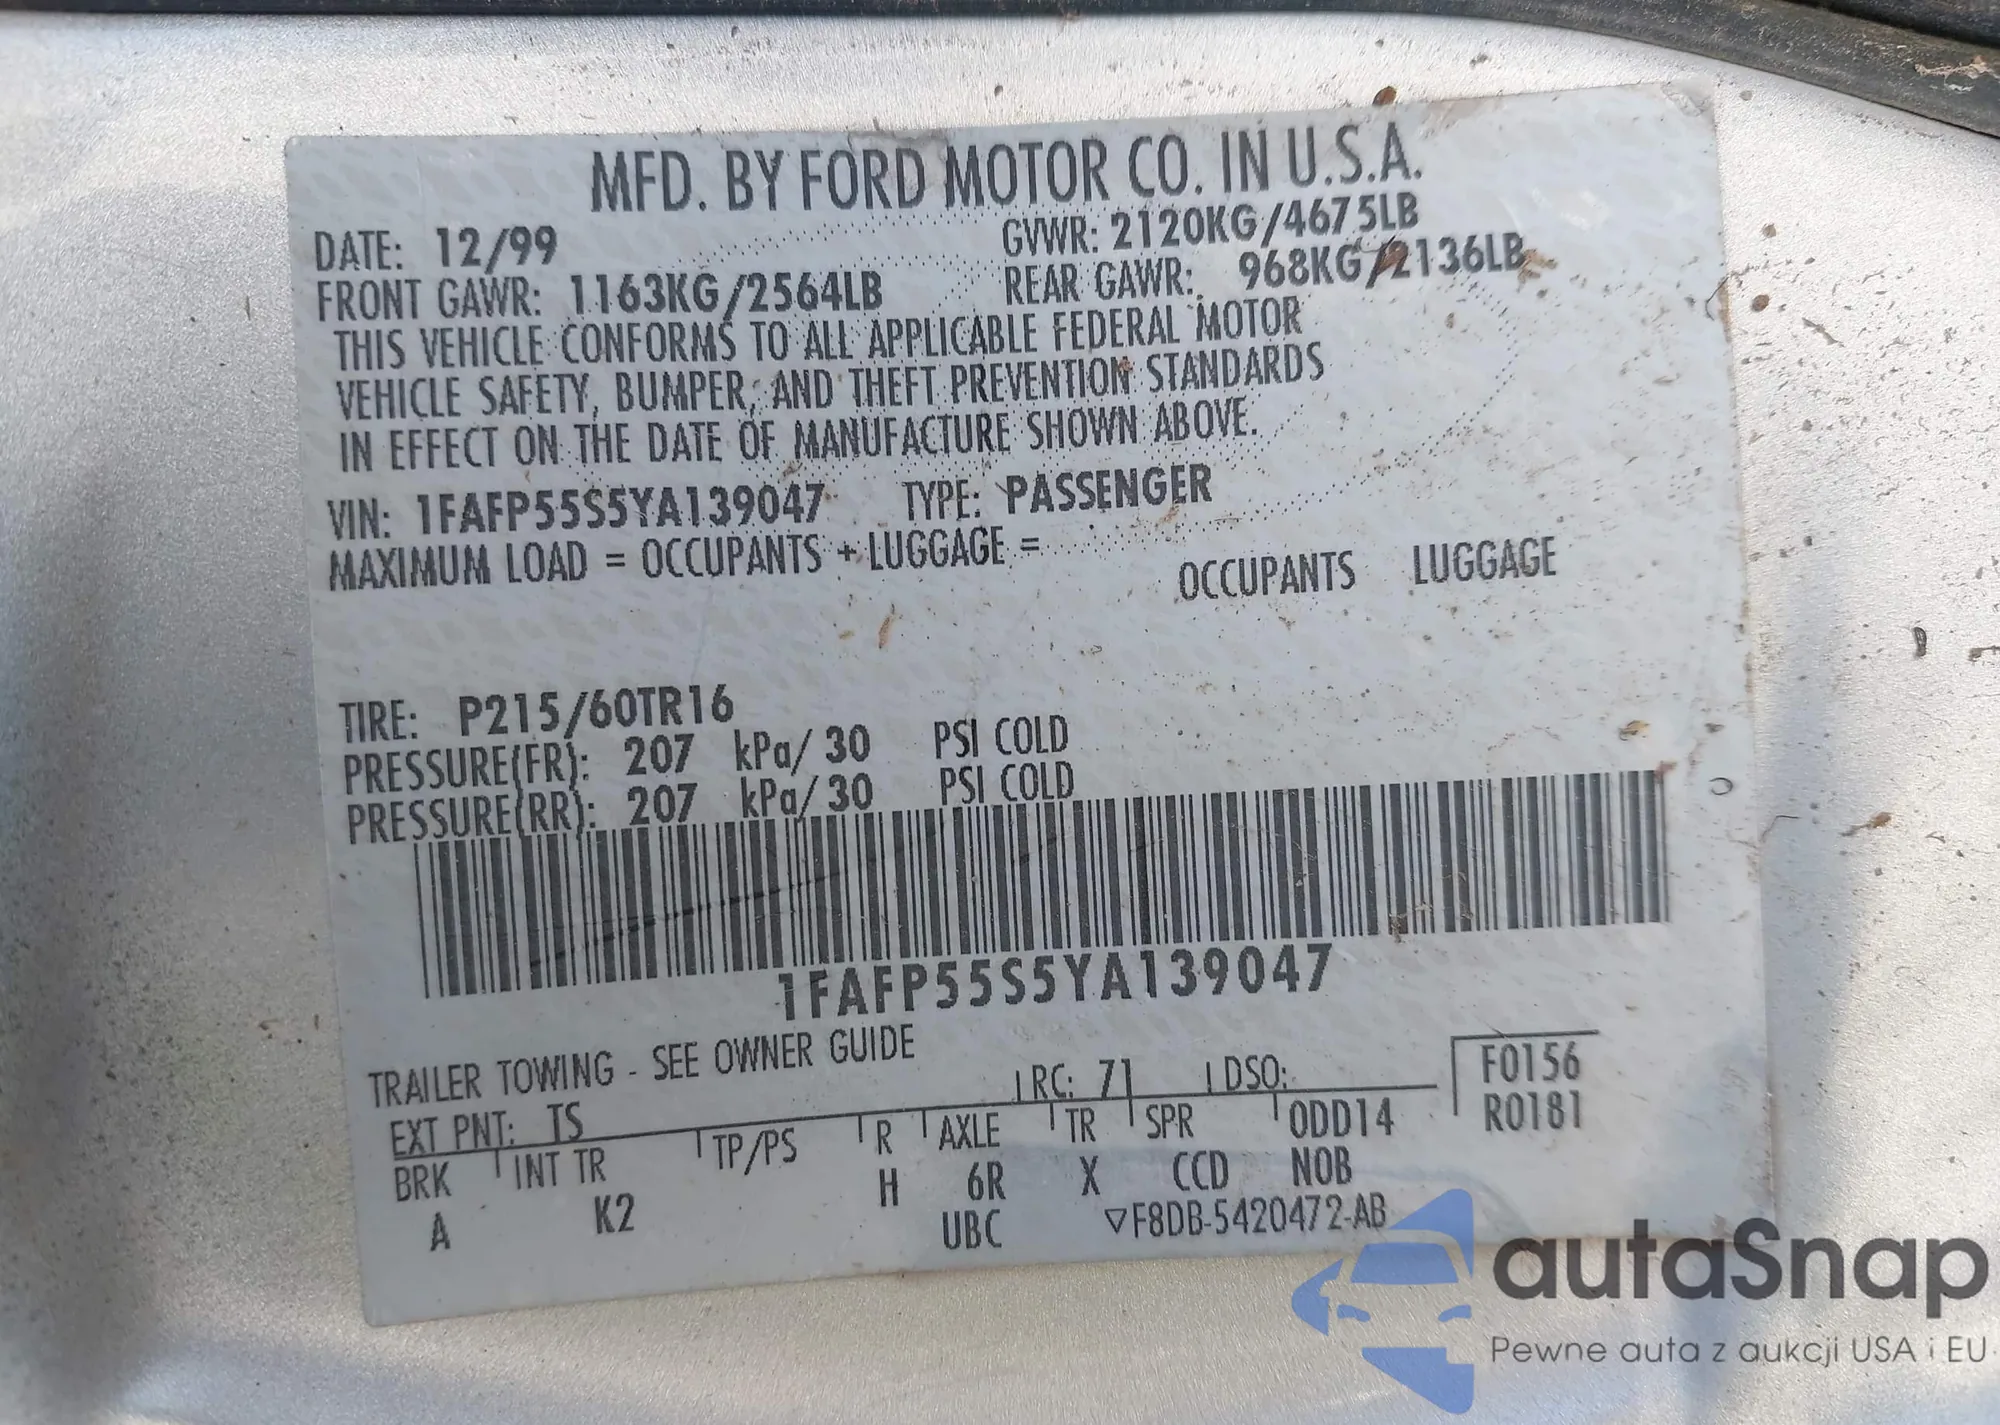 MFD. BY FORD MOTOR CO. IN U.S.A.
DATE: 12/99 GVWR: 2120KG/4675LB
FRONT GAWR: 1163KG/2564LB REAR GAWR: 968KG/2136LB
THIS VEHICLE CONFORMS TO ALL APPLICABLE FEDERAL MOTOR
VEHICLE SAFETY, BUMPER, AND THEFT PREVENTION STANDARDS
IN EFFECT ON THE DATE OF MANUFACTURE SHOWN ABOVE.
VIN: 1FAFP55S5YA139047 TYPE: PASSENGER
MAXIMUM LOAD = OCCUPANTS + LUGGAGE =
OCCUPANTS LUGGAGE
TIRE: P215/60TR16
PRESSURE(FR): 207 kPa/ 30 PSI COLD
PRESSURE(RR): 207 kPa/ 30 PSI COLD
1FAFP55S5YA139047
TRAILER TOWING - SEE OWNER GUIDE
F0156
EXT PNT: TS RC: 71 DSO:
R0181
BRK INT TR TP/PS R AXLE TR SPR ODD14
A K2 H 6R X CCD NOB
UBC ▽F8DB-5420472-AB
autaSnap
Pewne auta z aukcji USA i EU